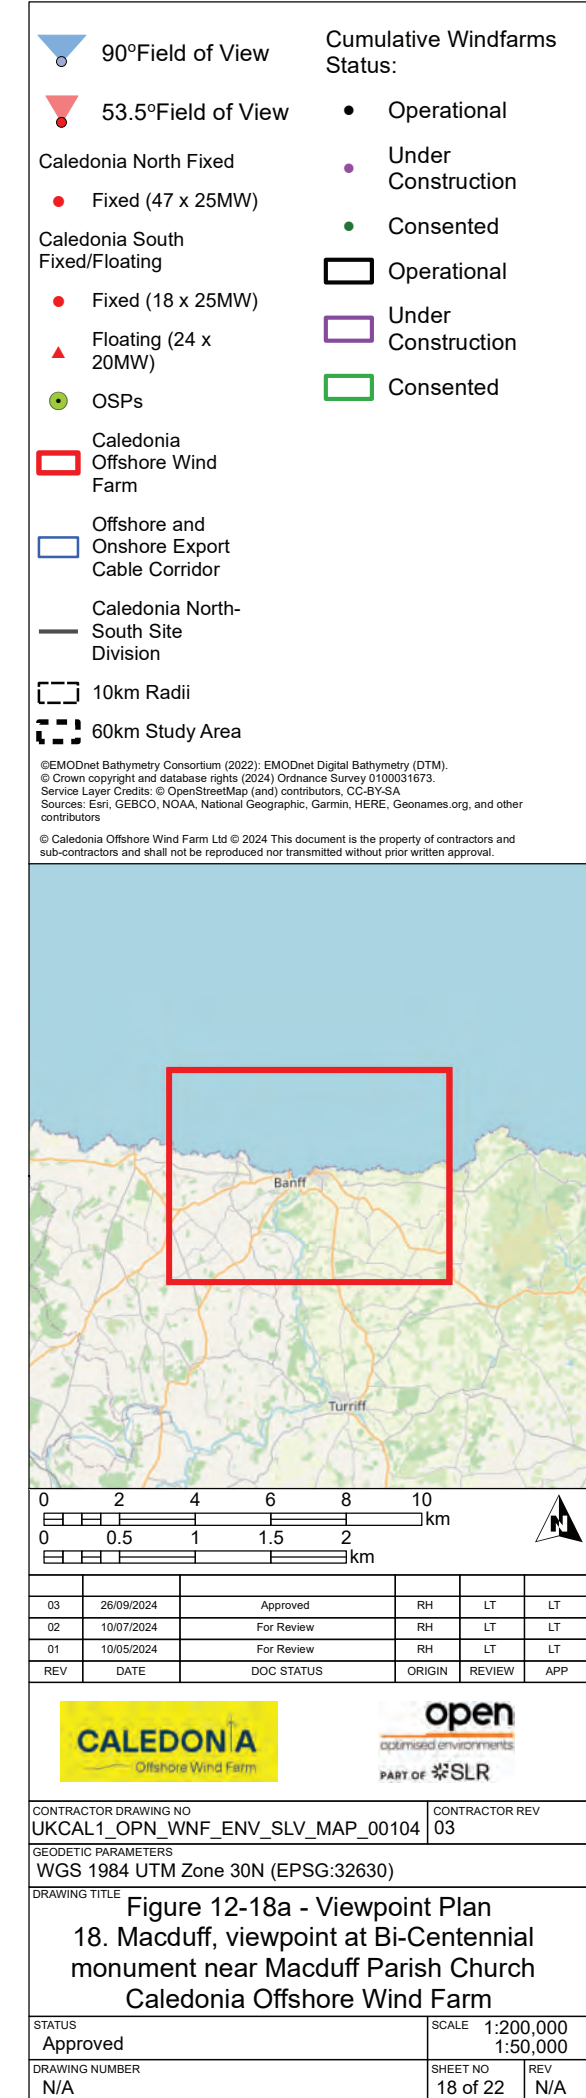 90°Field of View
53.5°Field of View
Caledonia North Fixed
Fixed (47 x 25MW)
Caledonia South
Fixed/Floating
Fixed (18 x 25MW)
Floating (24 x
20MW)
OSPs
Caledonia
Offshore Wind
Farm
Offshore and
Onshore Export
Cable Corridor
Caledonia North-
South Site
Division
10km Radii
60km Study Area
Cumulative Windfarms
Status:
Operational
Under
Construction
Consented
Operational
Under
Construction
Consented
©EMODnet Bathymetry Consortium (2022): EMODnet Digital Bathymetry (DTM).
© Crown copyright and database rights (2024) Ordnance Survey 0100031673.
Service Layer Credits: © OpenStreetMap (and) contributors, CC-BY-SA
Sources: Esri, GEBCO, NOAA, National Geographic, Garmin, HERE, Geonames.org, and other
contributors
© Caledonia Offshore Wind Farm Ltd © 2024 This document is the property of contractors and
sub-contractors and shall not be reproduced nor transmitted without prior written approval.
Banff
Turriff
0 2 4 6 8 10
km
0 0.5 1 1.5 2
km
N
03 26/09/2024 Approved RH LT LT
02 10/07/2024 For Review RH LT LT
01 10/05/2024 For Review RH LT LT
REV DATE DOC STATUS ORIGIN REVIEW APP
CALEDONIA
Offshore Wind Farm
open
optimised environments
PART OF SLR
CONTRACTOR DRAWING NO
UKCAL1_OPN_WNF_ENV_SLV_MAP_00104
CONTRACTOR REV
03
GEODETIC PARAMETERS
WGS 1984 UTM Zone 30N (EPSG:32630)
DRAWING TITLE
Figure 12-18a - Viewpoint Plan
18. Macduff, viewpoint at Bi-Centennial
monument near Macduff Parish Church
Caledonia Offshore Wind Farm
STATUS
Approved
SCALE 1:200,000
1:50,000
DRAWING NUMBER
N/A
SHEET NO
18 of 22
REV
N/A